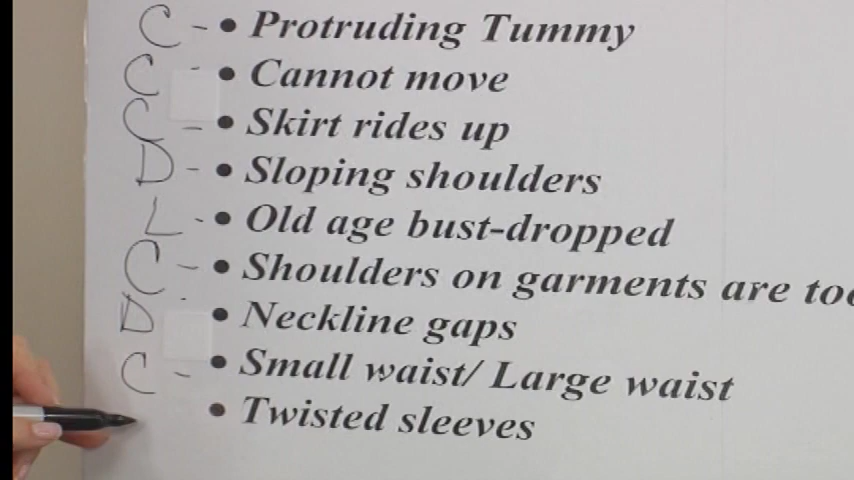 C - • Protruding Tummy
C - • Cannot move
C - • Skirt rides up
D - • Sloping shoulders
L - • Old age bust-dropped
C - • Shoulders on garments are too
D - • Neckline gaps
C - • Small waist/ Large waist
• Twisted sleeves